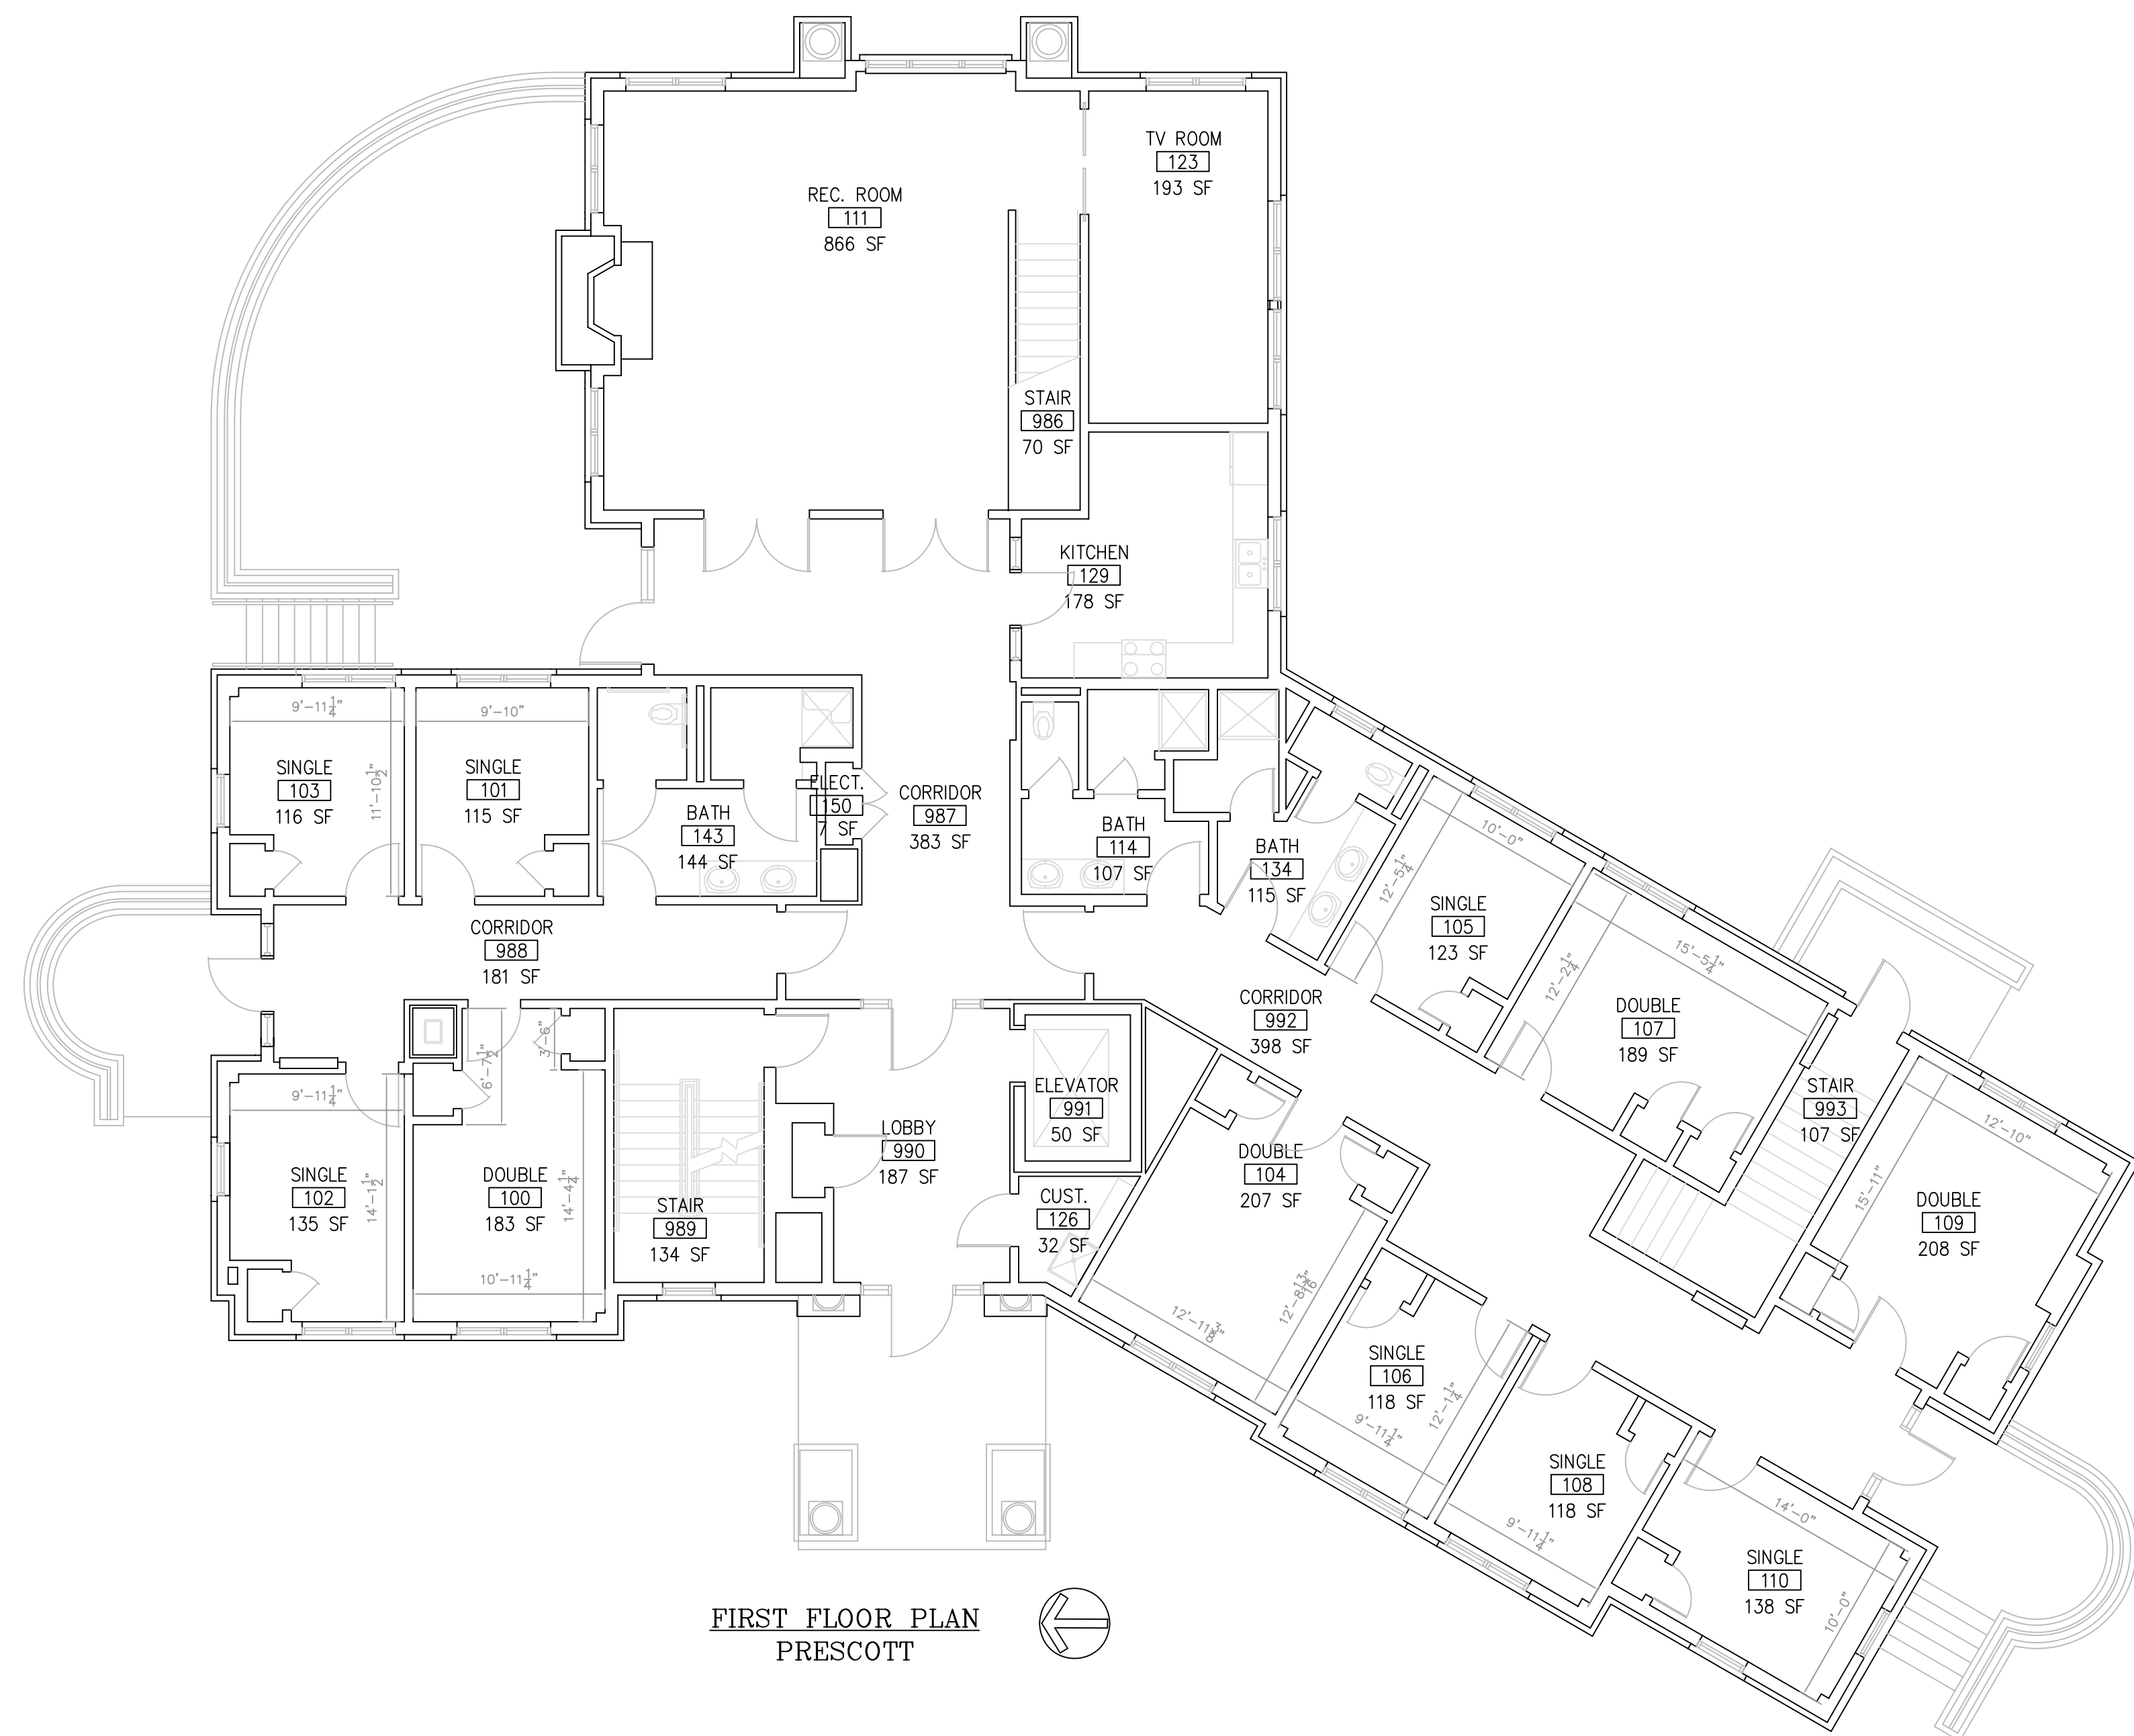 TV ROOM
123
193 SF
REC. ROOM
111
866 SF
STAIR
986
70 SF
KITCHEN
129
178 SF
9'-11 1/4"
9'-10"
SINGLE
103
116 SF
11'-10 1/2"
SINGLE
101
115 SF
BATH
143
144 SF
ELECT.
150
7 SF
CORRIDOR
987
383 SF
BATH
114
107 SF
BATH
134
115 SF
10'-0"
12'-5 1/4"
SINGLE
105
123 SF
15'-5 1/4"
12'-2 1/4"
DOUBLE
107
189 SF
CORRIDOR
988
181 SF
CORRIDOR
992
398 SF
3'-6"
6'-7 1/2"
9'-11 1/4"
SINGLE
102
135 SF
14'-1 1/2"
DOUBLE
100
183 SF
14'-4 1/4"
10'-11 1/4"
STAIR
989
134 SF
LOBBY
990
187 SF
ELEVATOR
991
50 SF
CUST.
126
32 SF
DOUBLE
104
207 SF
12'-11 3/8"
12'-8 13/16"
STAIR
993
107 SF
12'-10"
15'-11"
DOUBLE
109
208 SF
SINGLE
106
118 SF
9'-11 1/4"
12'-1 1/4"
SINGLE
108
118 SF
9'-11 1/4"
14'-0"
SINGLE
110
138 SF
10'-0"
FIRST FLOOR PLAN
PRESCOTT